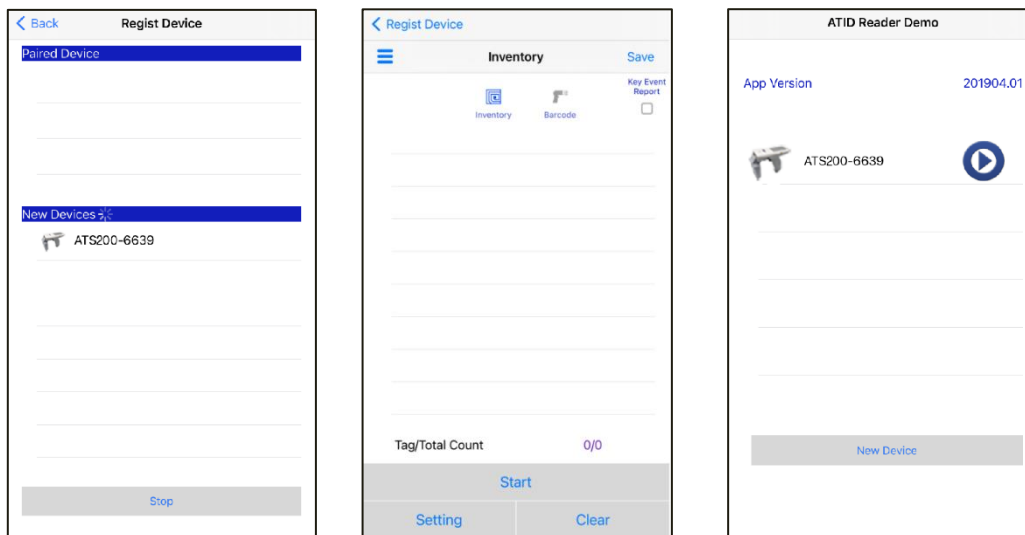 Back Regist Device
Paired Device
New Devices
ATS200-6639
Stop
Regist Device
Inventory Save
Key Event
Report
Inventory Barcode
Tag/Total Count 0/0
Start
Setting Clear
ATID Reader Demo
App Version 201904.01
ATS200-6639
New Device